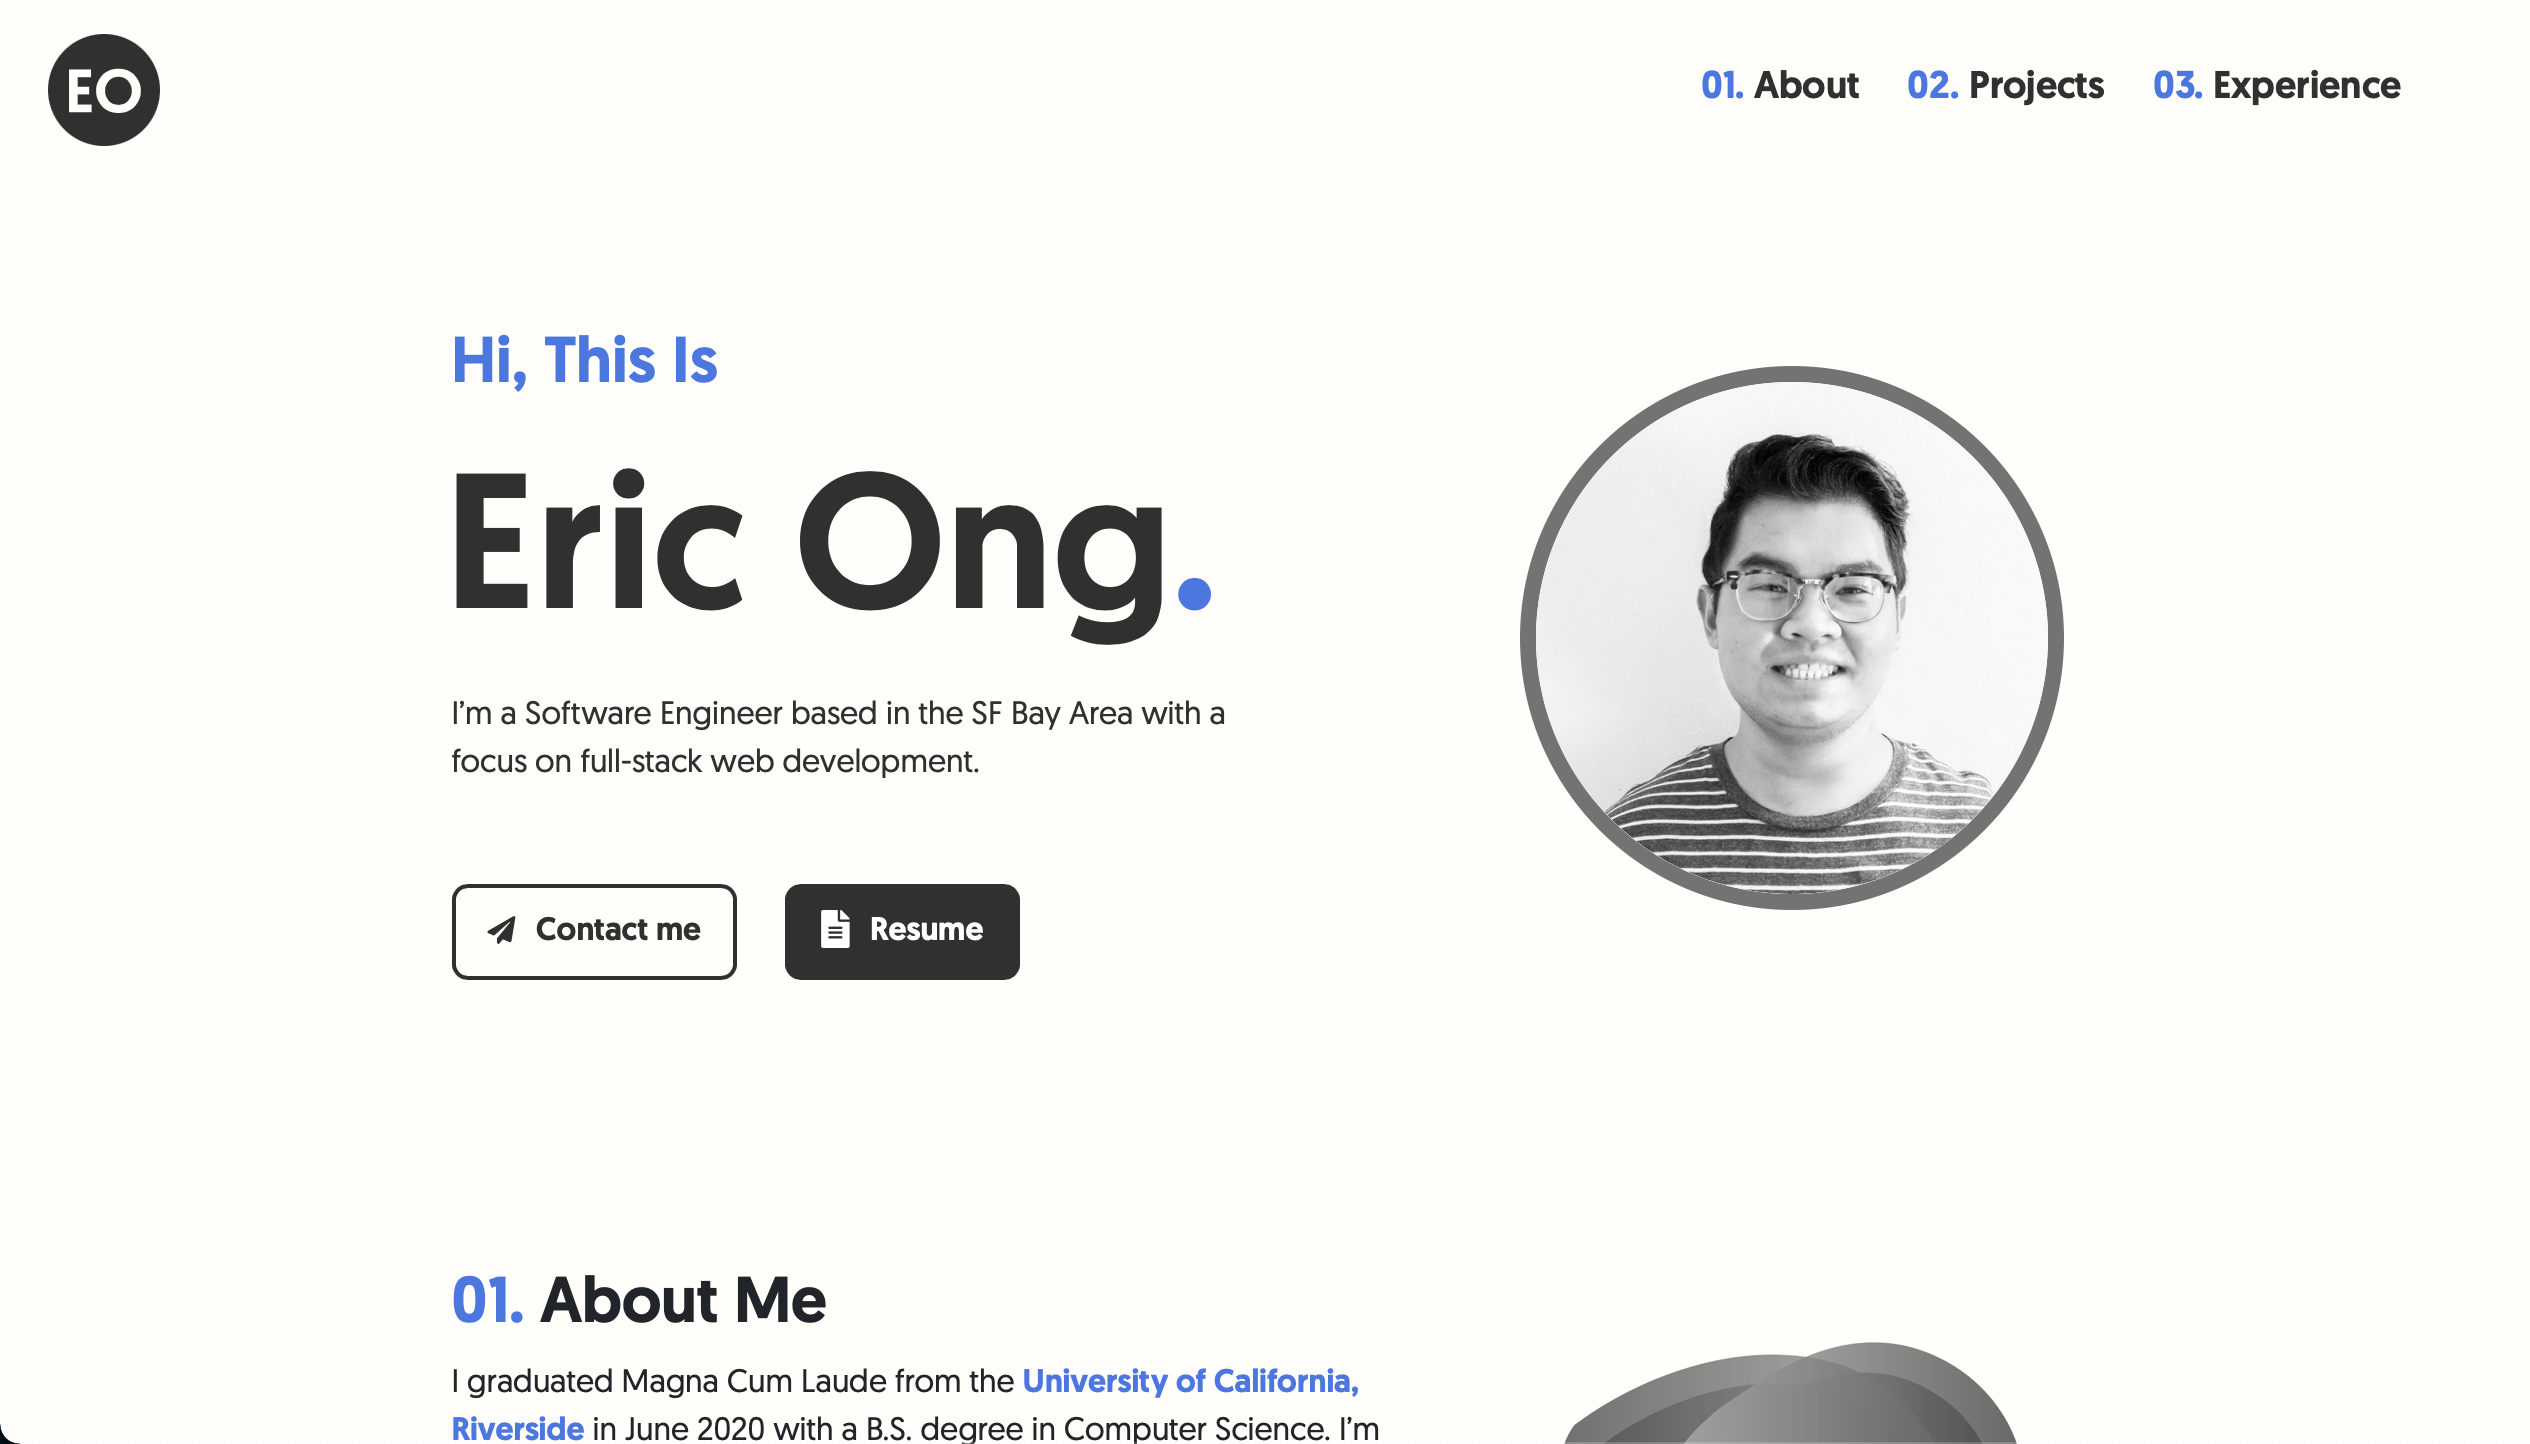 EO
01. About 02. Projects 03. Experience
Hi, This Is
Eric Ong.
I’m a Software Engineer based in the SF Bay Area with a
focus on full-stack web development.
Contact me
Resume
01. About Me
I graduated Magna Cum Laude from the University of California,
Riverside in June 2020 with a B.S. degree in Computer Science. I’m